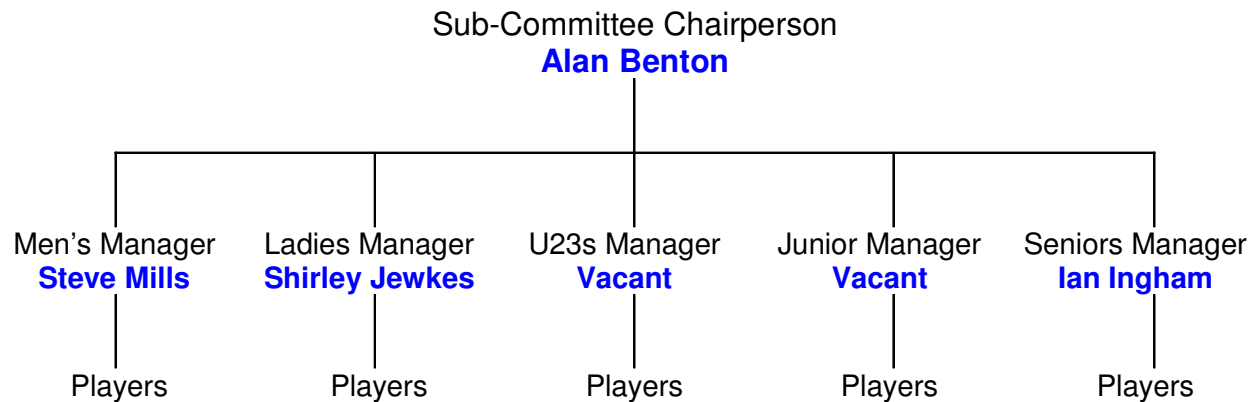 Sub-Committee Chairperson
Alan Benton
Men's Manager Ladies Manager U23s Manager Junior Manager Seniors Manager
Steve Mills Shirley Jewkes Vacant Vacant Ian Ingham
Players Players Players Players Players